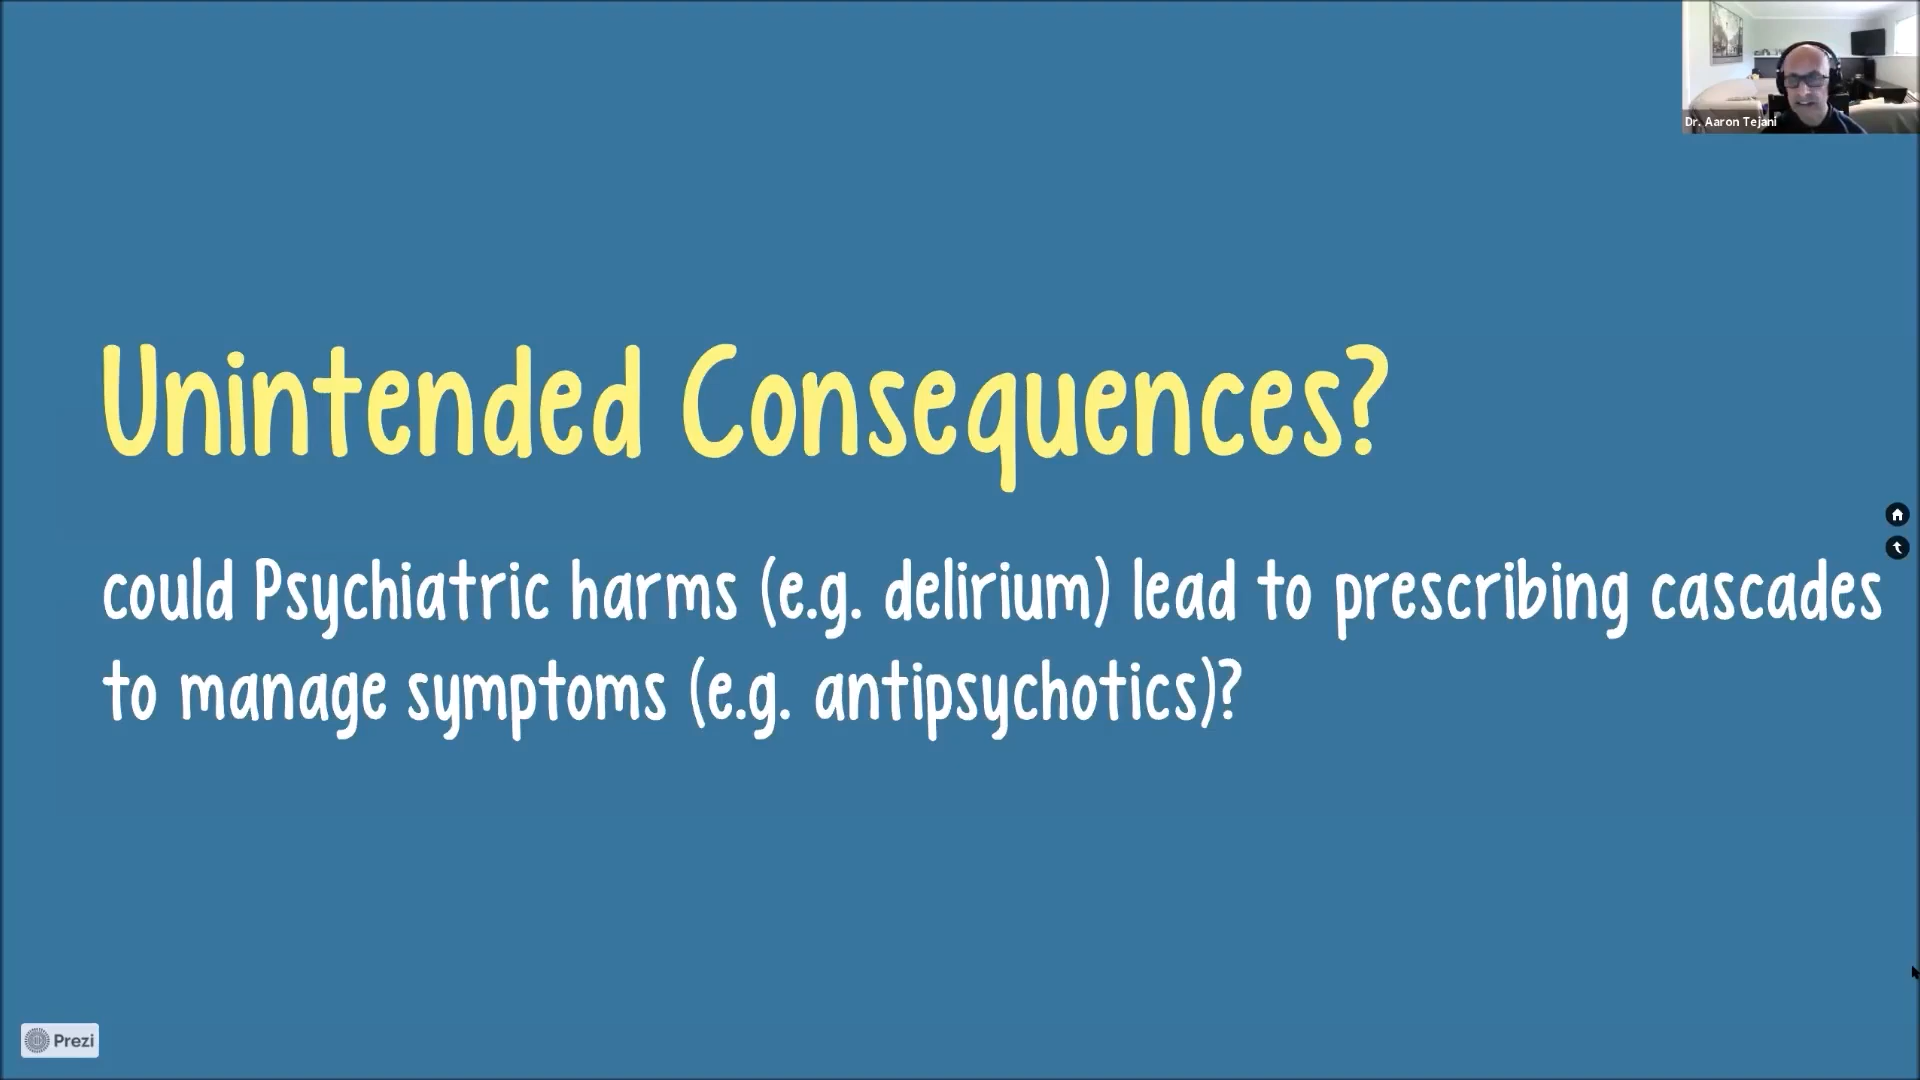 Dr. Aaron Tejani
Unintended Consequences?
could Psychiatric harms (e.g. delirium) lead to prescribing cascades
to manage symptoms (e.g. antipsychotics)?
Prezi